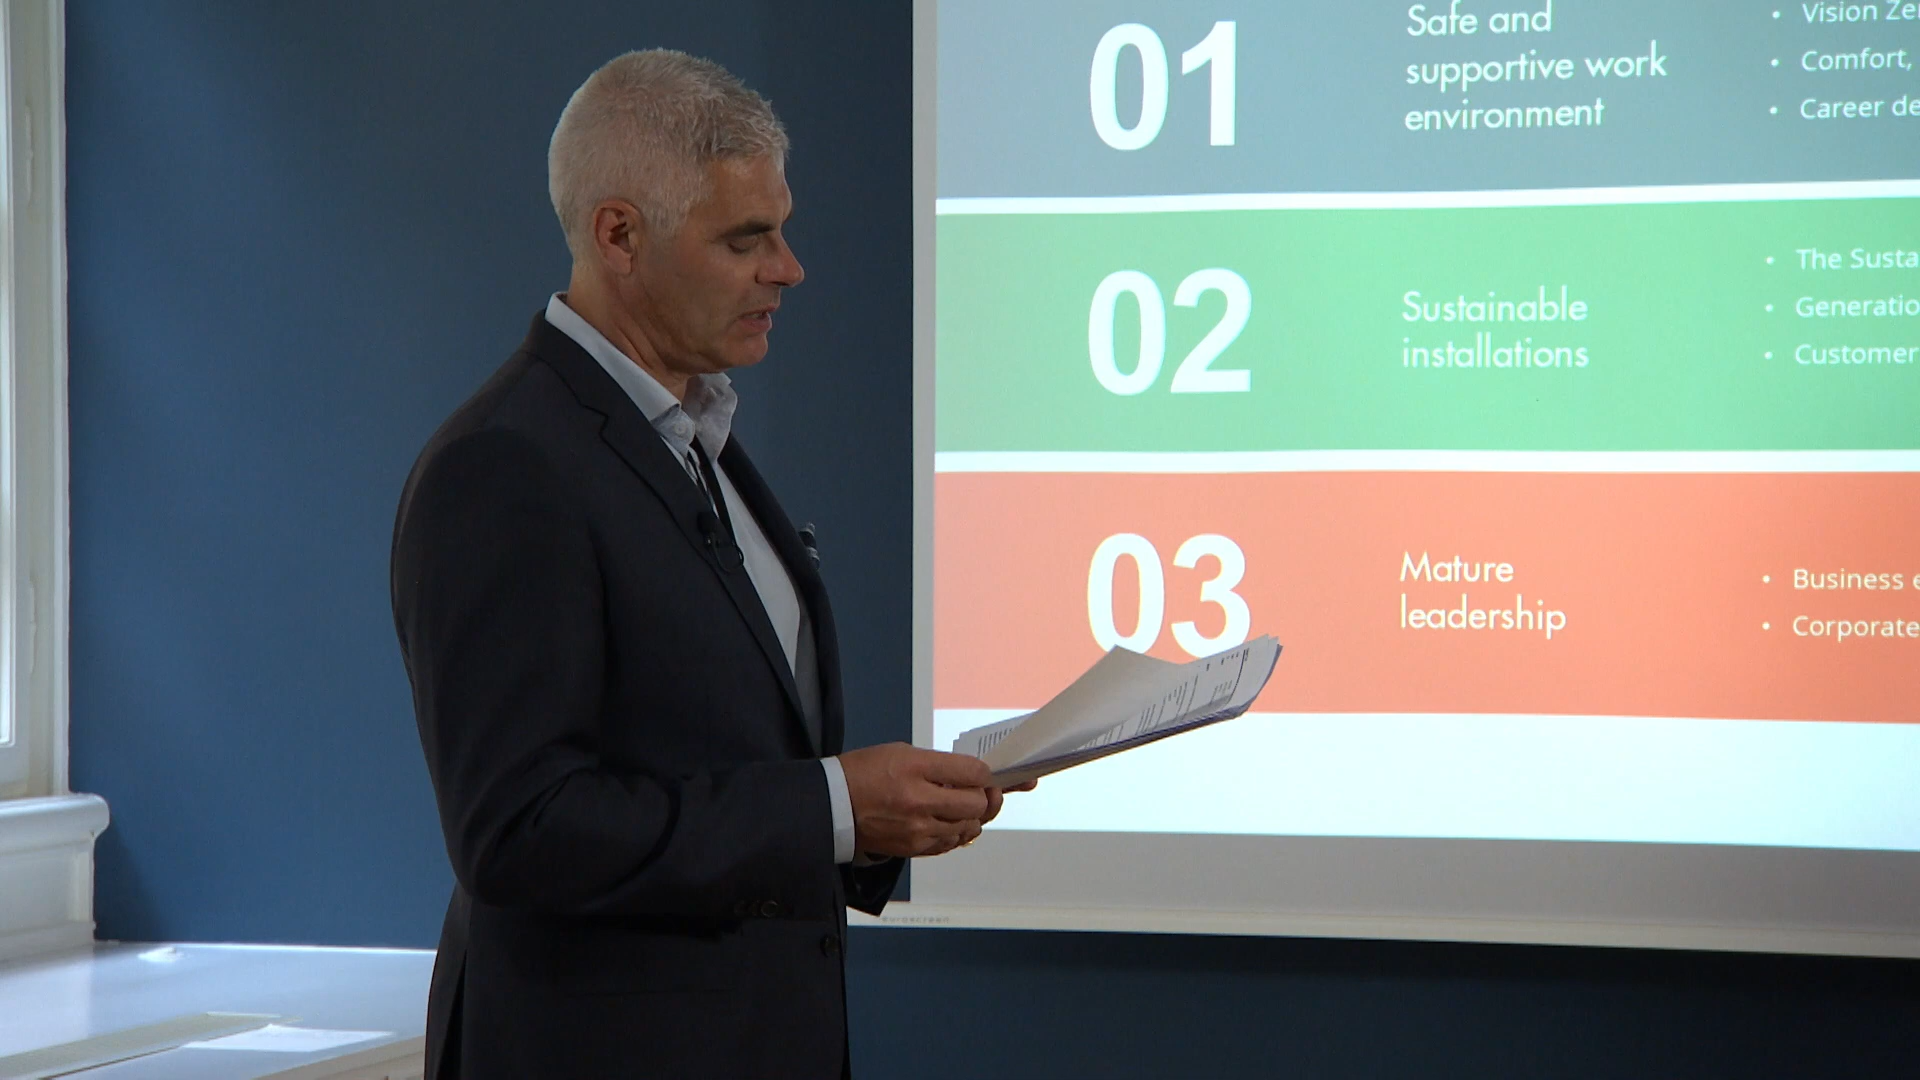 01
Safe and
supportive work
environment
• Vision Ze
• Comfort,
• Career de
02
Sustainable
installations
• The Susta
• Generatio
• Customer
03
Mature
leadership
• Business e
• Corporate
euroscreen